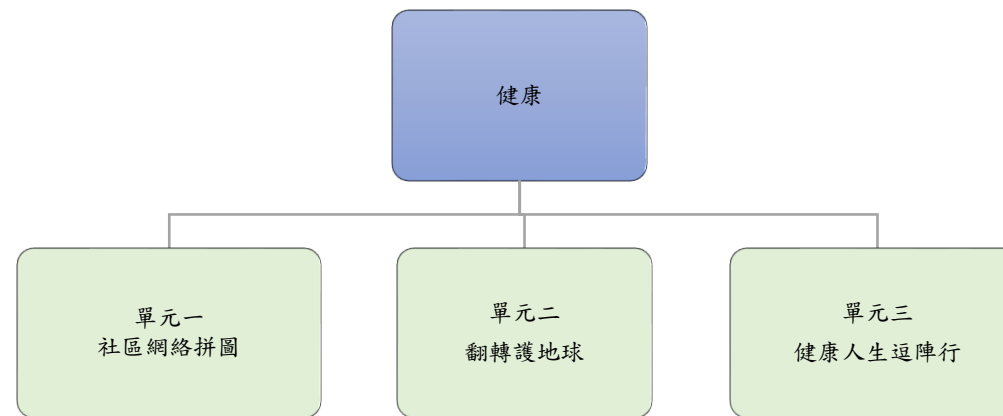 健康
單元一
社區網絡拼圖
單元二
翻轉護地球
單元三
健康人生逗陣行